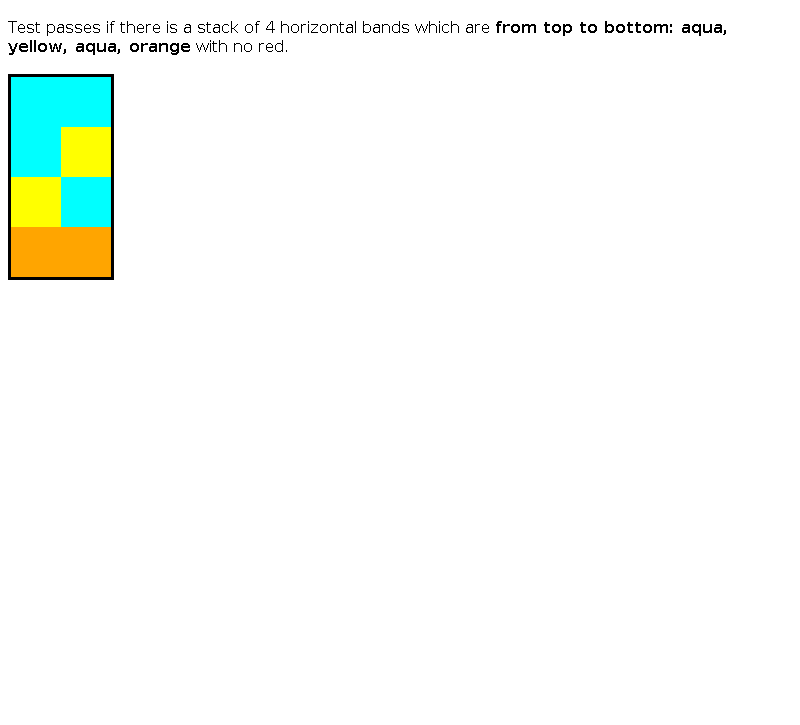 Test passes if there is a stack of 4 horizontal bands which are from top to bottom: aqua,
yellow, aqua, orange with no red.